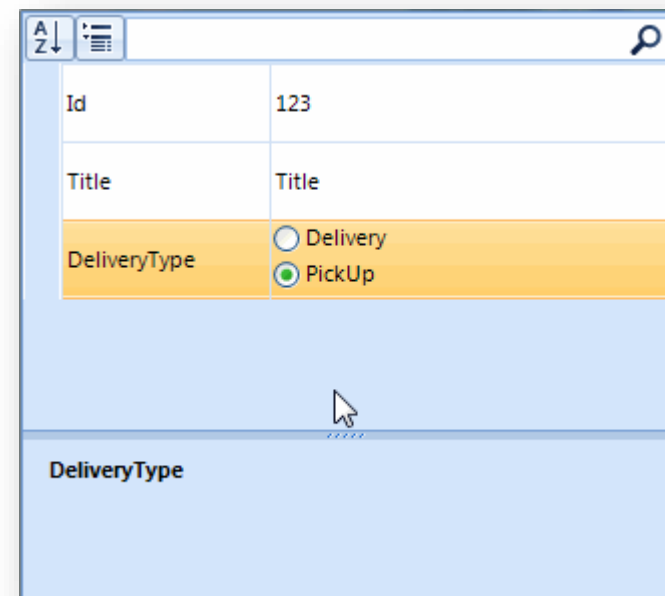 A
Z
Id 123
Title Title
DeliveryType
Delivery
PickUp
DeliveryType